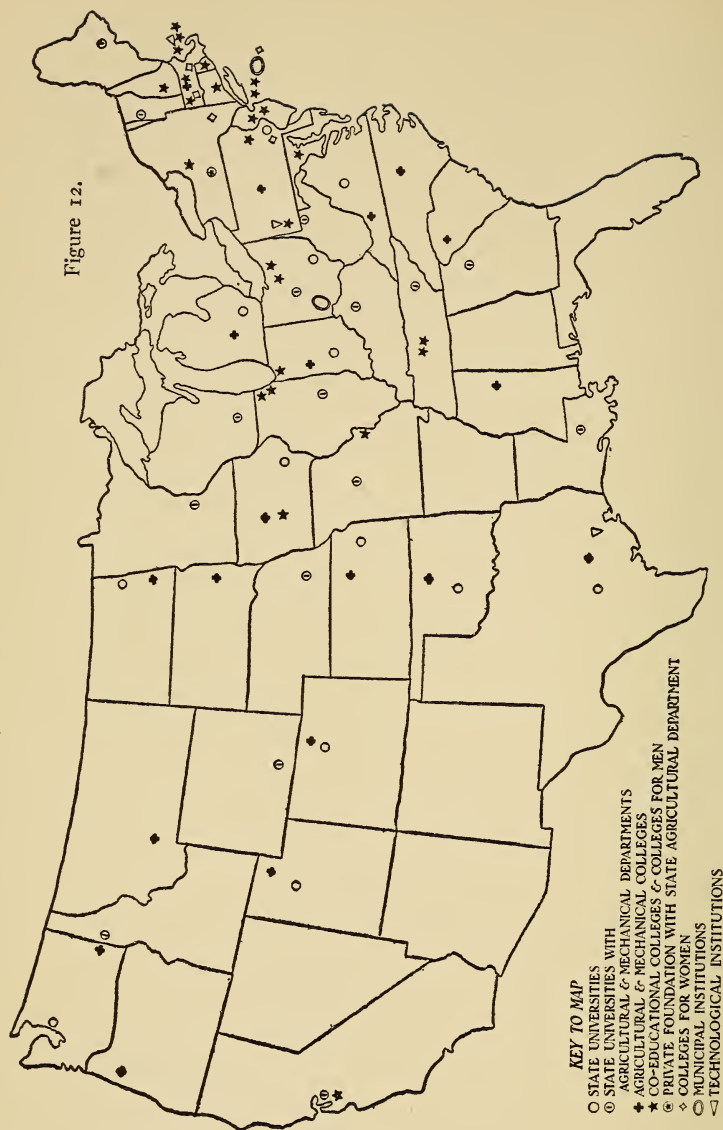 Figure 12.
KEY TO MAP
STATE UNIVERSITIES
STATE UNIVERSITIES WITH
AGRICULTURAL & MECHANICAL DEPARTMENTS
AGRICULTURAL & MECHANICAL COLLEGES
CO-EDUCATIONAL COLLEGES & COLLEGES FOR MEN
PRIVATE FOUNDATION WITH STATE AGRICULTURAL DEPARTMENT
COLLEGES FOR WOMEN
MUNICIPAL INSTITUTIONS
TECHNOLOGICAL INSTITUTIONS